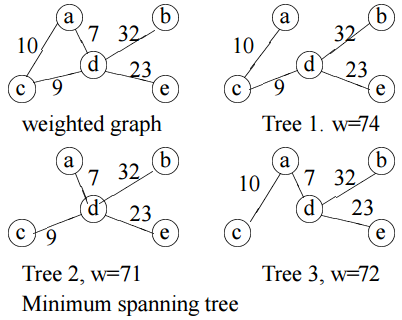 a b
10 7 32
d
23
c 9 e
weighted graph
a b
10 32
d
23
c 9 e
Tree 1. w=74
a b
7 32
d
23
c 9 e
Tree 2, w=71
a b
10 7 32
d
23
c e
Tree 3, w=72
Minimum spanning tree